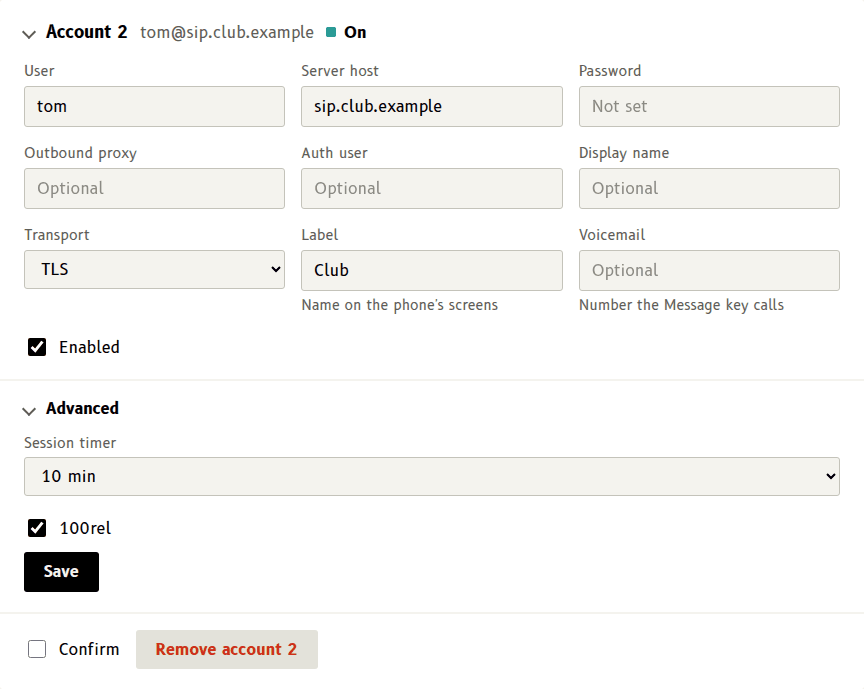 Account 2 tom@sip.club.example On
User Server host Password
tom sip.club.example Not set
Outbound proxy Auth user Display name
Optional Optional Optional
Transport Label Voicemail
TLS Club Optional
Name on the phone's screens Number the Message key calls
Enabled
Advanced
Session timer
10 min
100rel
Save
Confirm Remove account 2